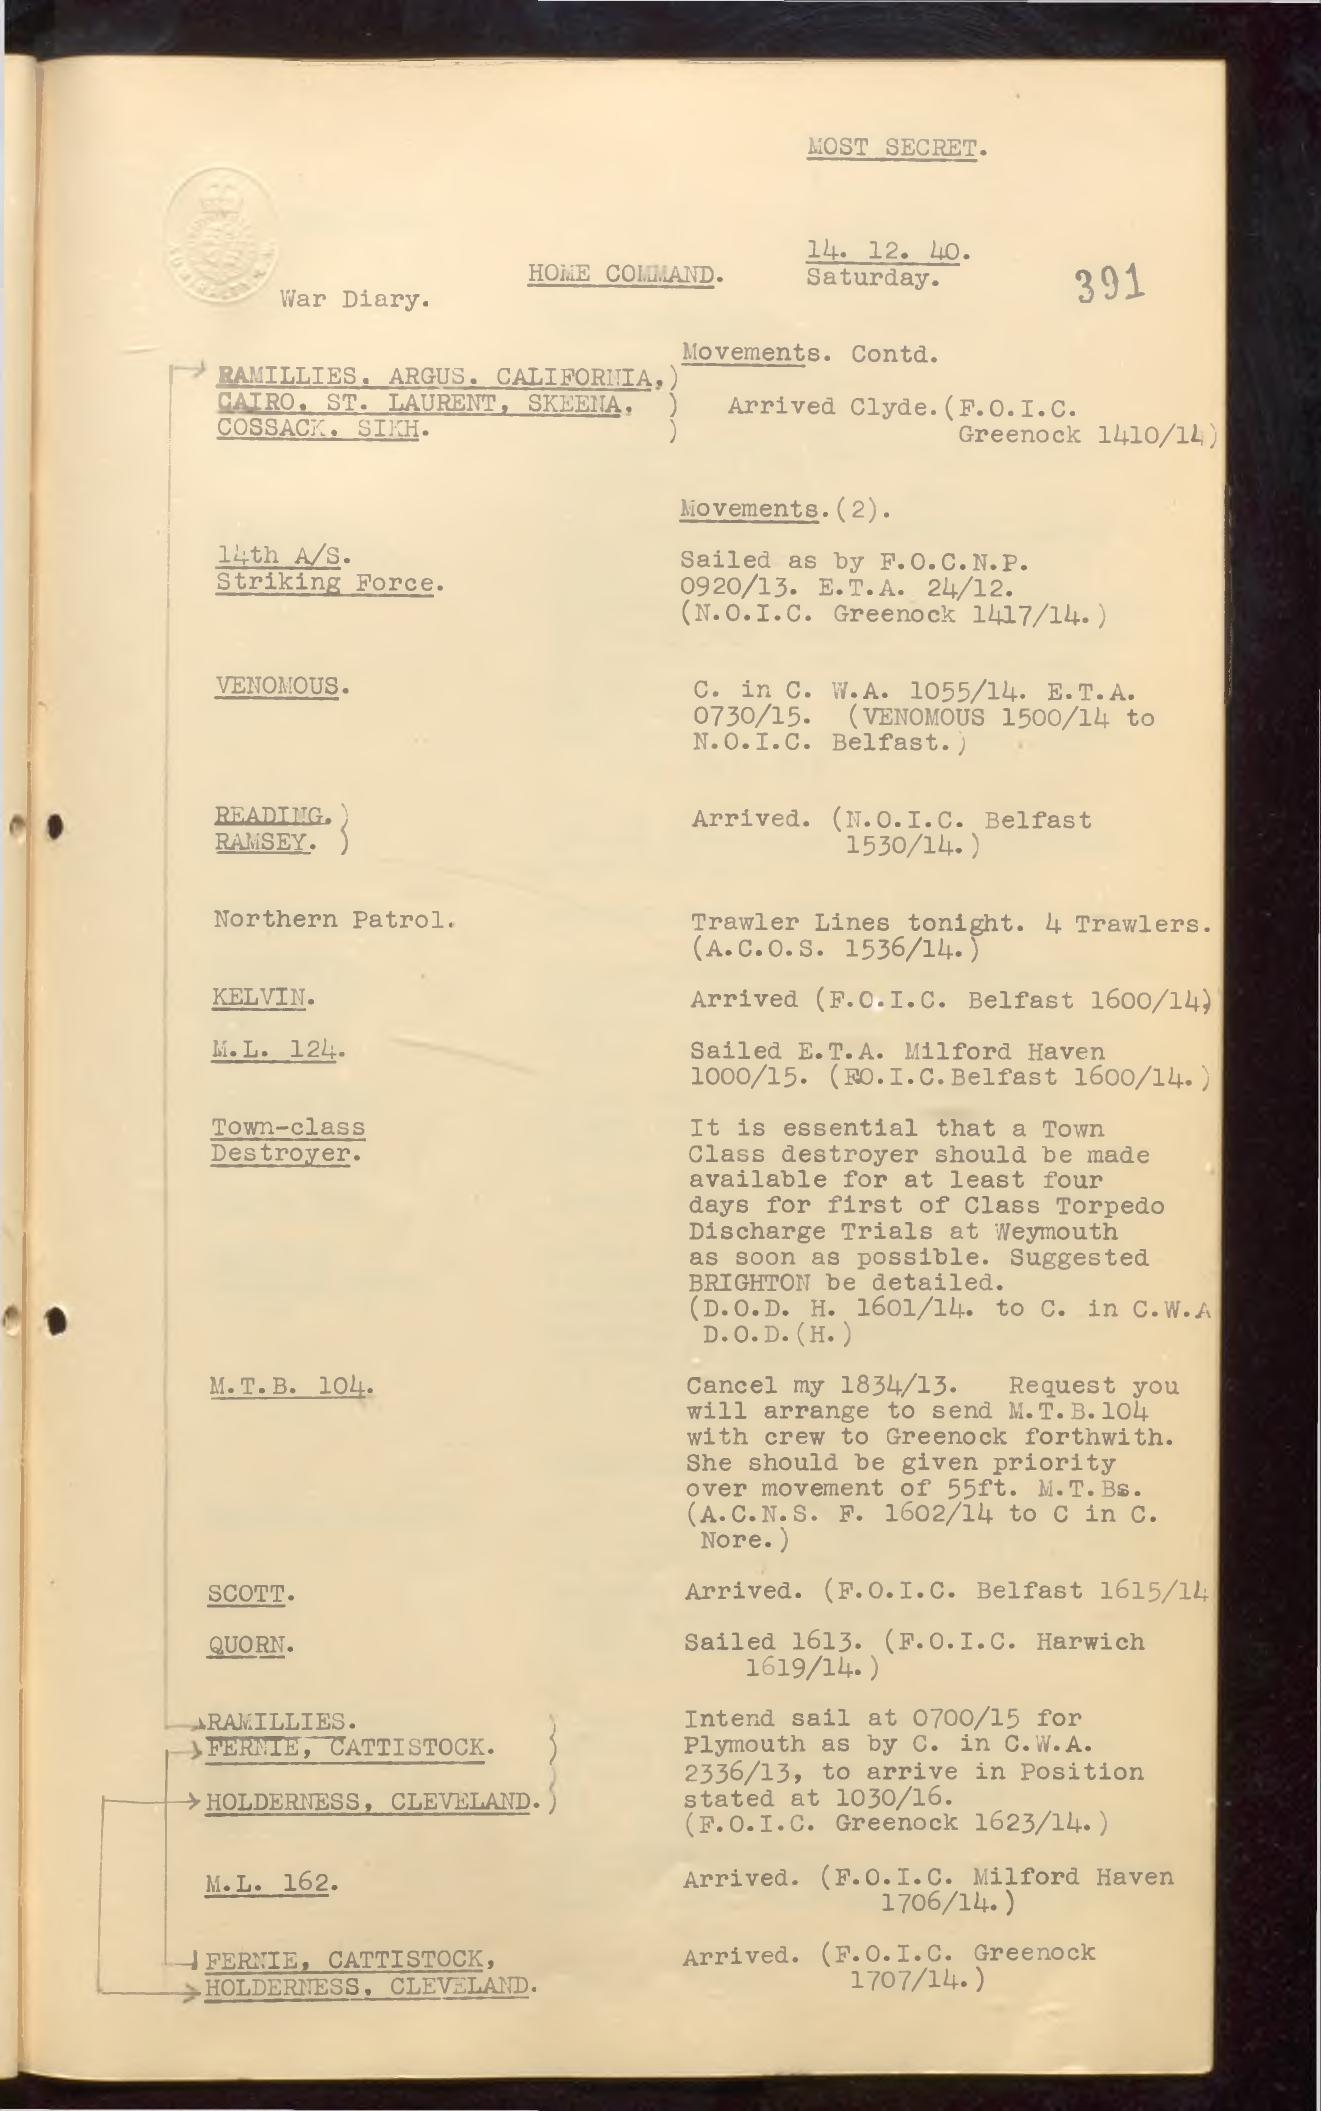 MOST SECRET.
14. 12. 40.
HOME COMMAND. Saturday. 391
War Diary.
Movements. Contd.
RAMILLIES. ARGUS. CALIFORNIA, )
CAIRO. ST. LAURENT, SKEENA. ) Arrived Clyde.(F.O.I.C.
COSSACK. SIKH. ) Greenock 1410/14)
Movements.(2).
14th A/S. Sailed as by F.O.C.N.P.
Striking Force. 0920/13. E.T.A. 24/12.
(N.O.I.C. Greenock 1417/14.)
VENOMOUS. C. in C. W.A. 1055/14. E.T.A.
0730/15. (VENOMOUS 1500/14 to
N.O.I.C. Belfast.)
READING.) Arrived. (N.O.I.C. Belfast
RAMSEY. ) 1530/14.)
Northern Patrol. Trawler Lines tonight. 4 Trawlers.
(A.C.O.S. 1536/14.)
KELVIN. Arrived (F.O.I.C. Belfast 1600/14)
M.L. 124. Sailed E.T.A. Milford Haven
1000/15. (FO.I.C.Belfast 1600/14.)
Town-class It is essential that a Town
Destroyer. Class destroyer should be made
available for at least four
days for first of Class Torpedo
Discharge Trials at Weymouth
as soon as possible. Suggested
BRIGHTON be detailed.
(D.O.D. H. 1601/14. to C. in C.W.A
D.O.D.(H.)
M.T.B. 104. Cancel my 1834/13. Request you
will arrange to send M.T.B.104
with crew to Greenock forthwith.
She should be given priority
over movement of 55ft. M.T.Bs.
(A.C.N.S. F. 1602/14 to C in C.
Nore.)
SCOTT. Arrived. (F.O.I.C. Belfast 1615/14
QUORN. Sailed 1613. (F.O.I.C. Harwich
1619/14.)
RAMILLIES. ) Intend sail at 0700/15 for
FERNIE, CATTISTOCK. ) Plymouth as by C. in C.W.A.
2336/13, to arrive in Position
HOLDERNESS, CLEVELAND.) stated at 1030/16.
(F.O.I.C. Greenock 1623/14.)
M.L. 162. Arrived. (F.O.I.C. Milford Haven
1706/14.)
FERNIE, CATTISTOCK, Arrived. (F.O.I.C. Greenock
HOLDERNESS, CLEVELAND. 1707/14.)